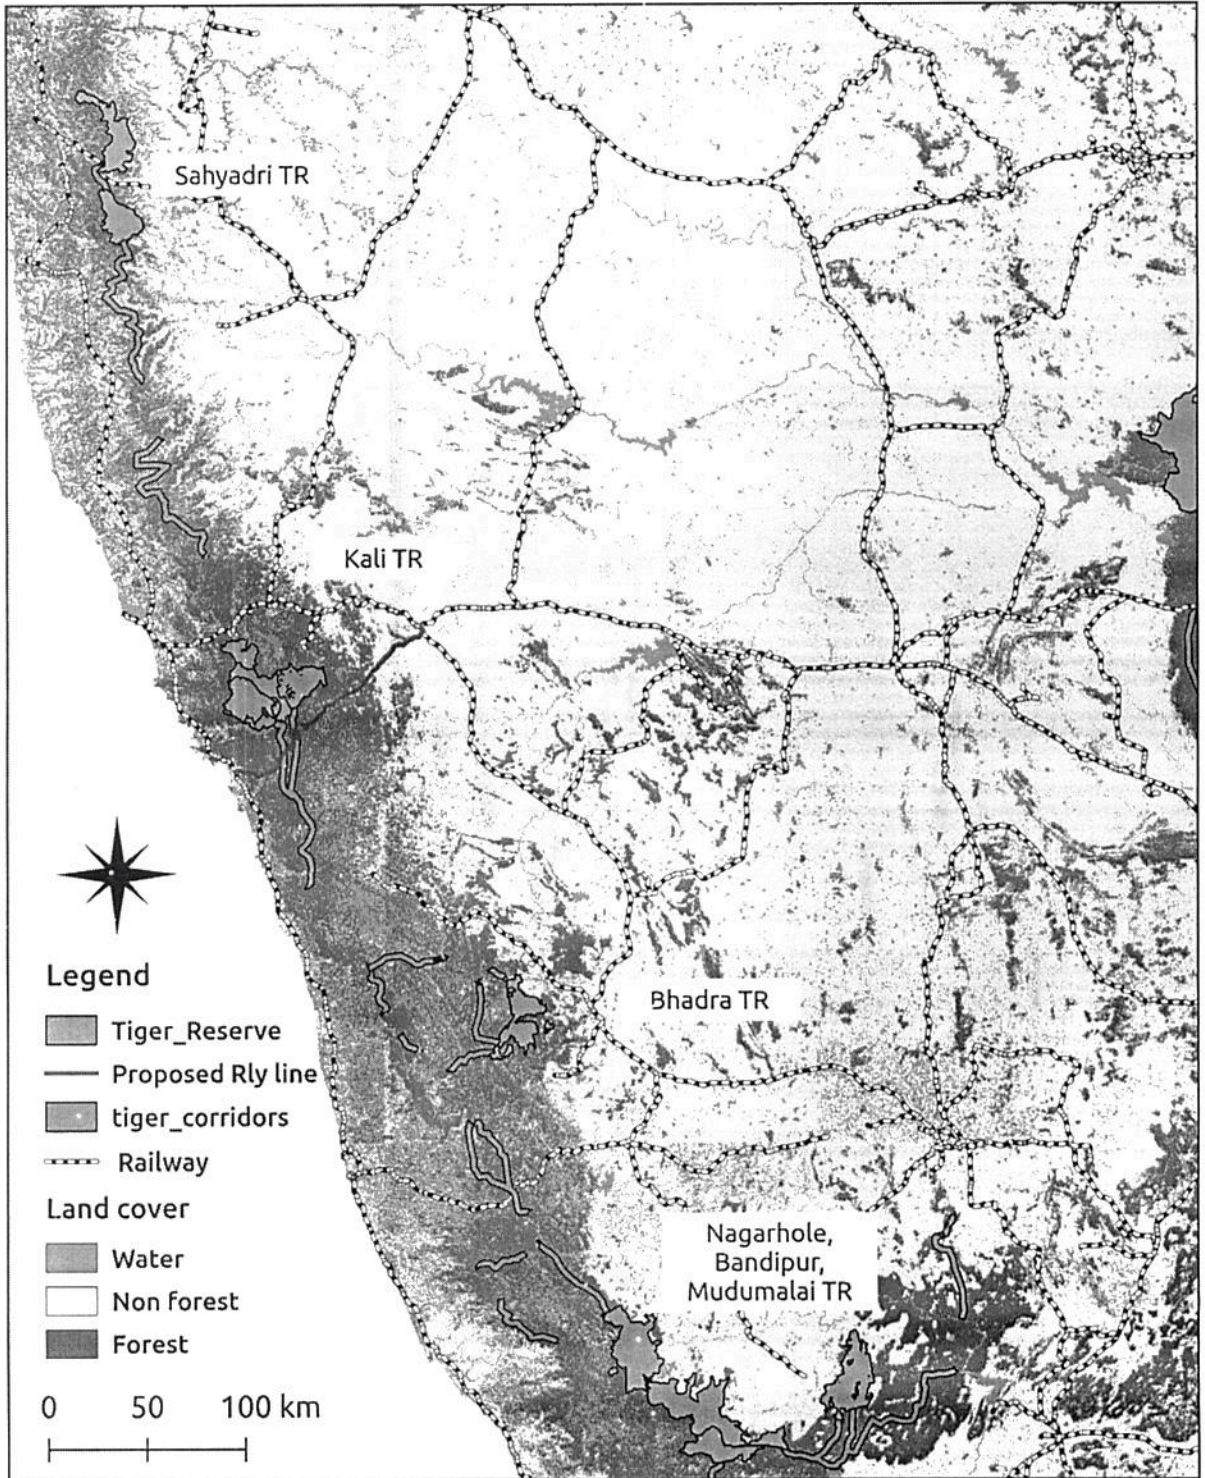 Sahyadri TR
Kali TR
Bhadra TR
Nagarhole,
Bandipur,
Mudumalai TR
Legend
Tiger_Reserve
Proposed Rly line
tiger_corridors
Railway
Land cover
Water
Non forest
Forest
0 50 100 km